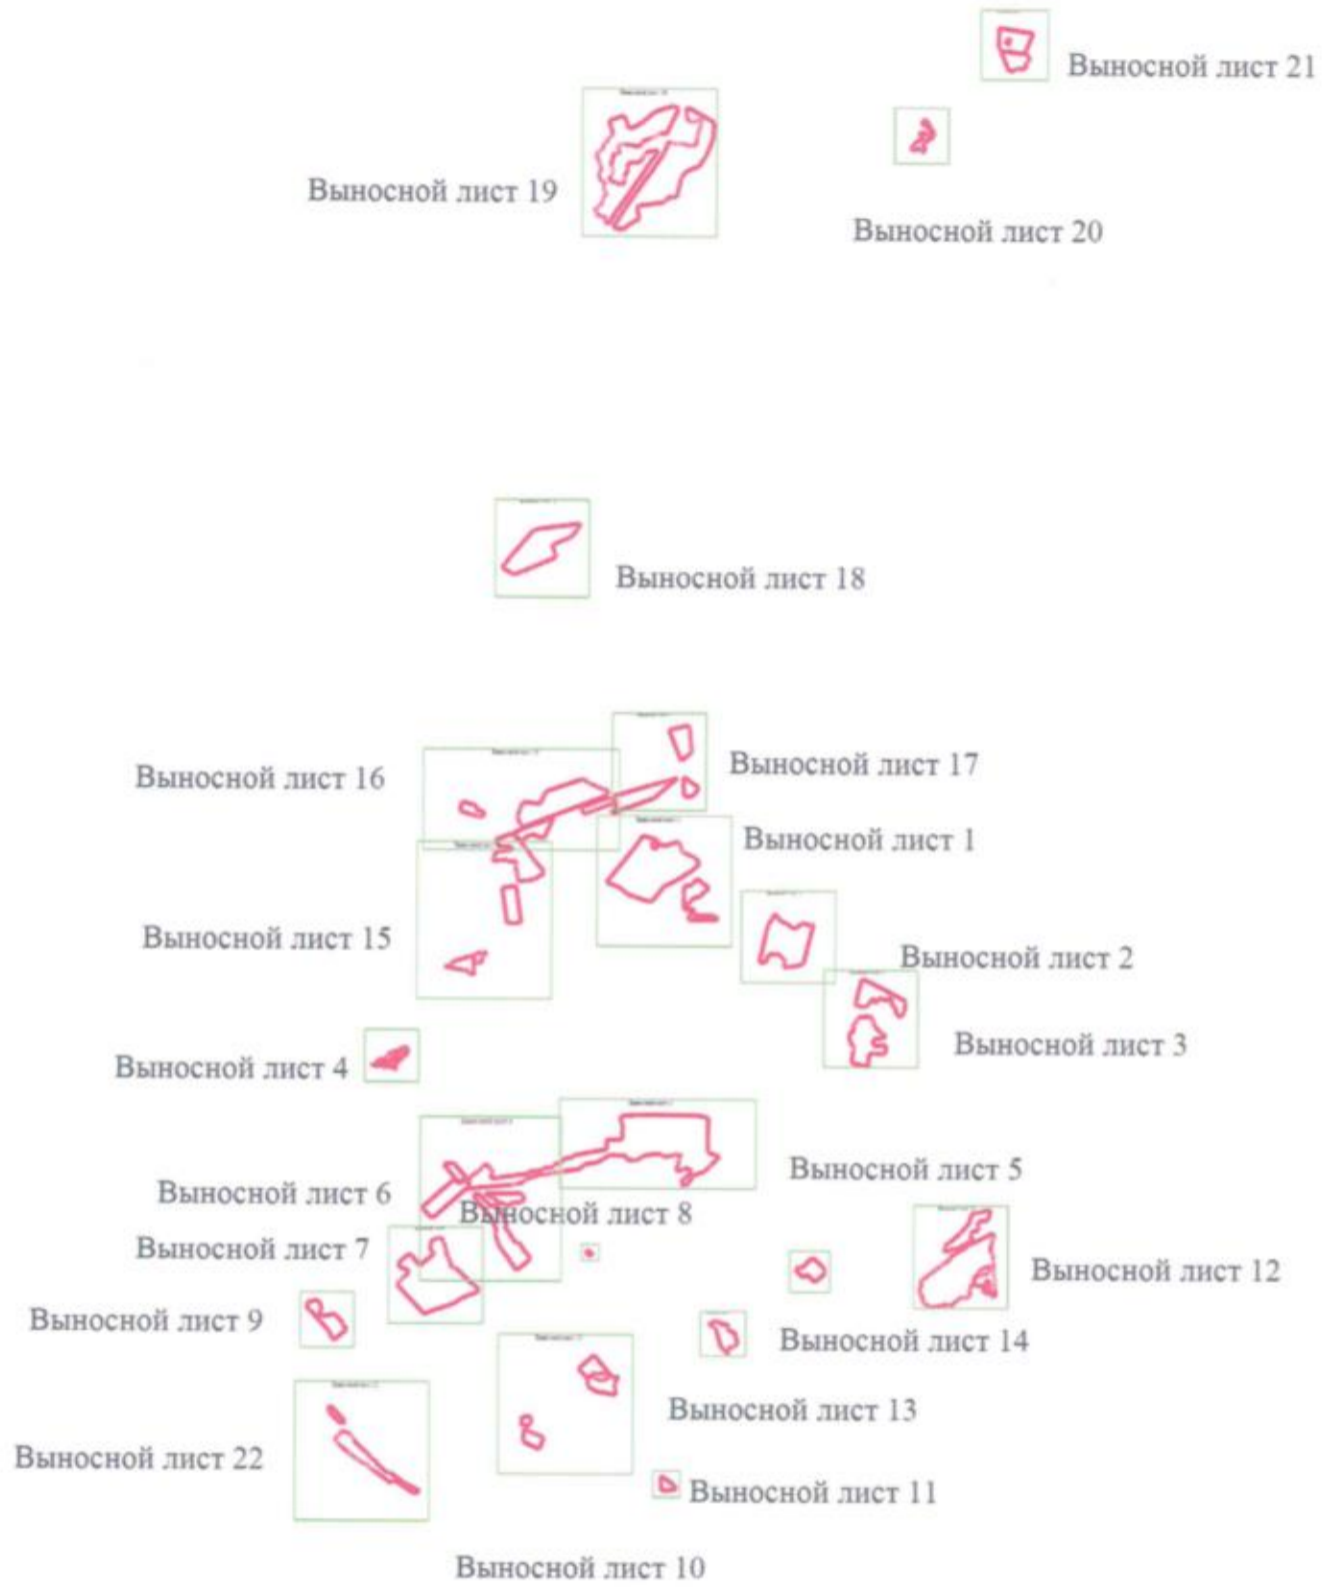 Выносной лист 21
Выносной лист 19
Выносной лист 20
Выносной лист 18
Выносной лист 17
Выносной лист 16
Выносной лист 1
Выносной лист 15
Выносной лист 2
Выносной лист 3
Выносной лист 4
Выносной лист 5
Выносной лист 6
Выносной лист 8
Выносной лист 7
Выносной лист 12
Выносной лист 9
Выносной лист 14
Выносной лист 13
Выносной лист 22
Выносной лист 11
Выносной лист 10